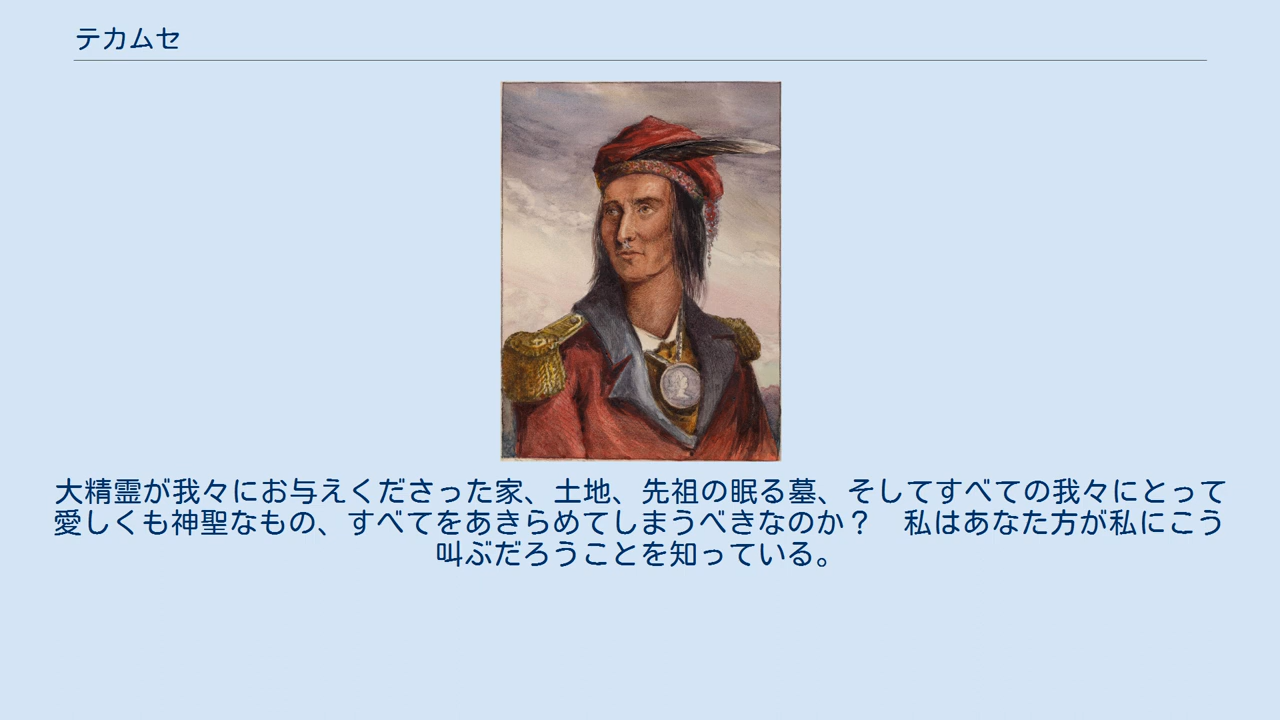 テカムセ
大精霊が我々にお与えくださった家、土地、先祖の眠る墓、そしてすべての我々にとって
愛しくも神聖なもの、すべてをあきらめてしまうべきなのか？　私はあなた方が私にこう
叫ぶだろうことを知っている。